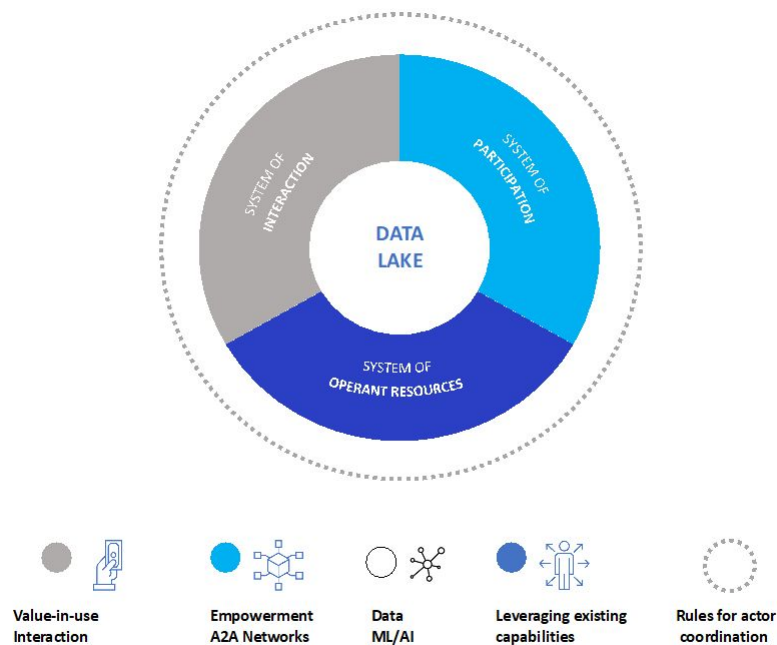 SYSTEM OF
INTERACTION
SYSTEM OF
PARTICIPATION
DATA
LAKE
SYSTEM OF
OPERANT RESOURCES
Value-in-use
Interaction
Empowerment
A2A Networks
Data
ML/AI
Leveraging existing
capabilities
Rules for actor
coordination